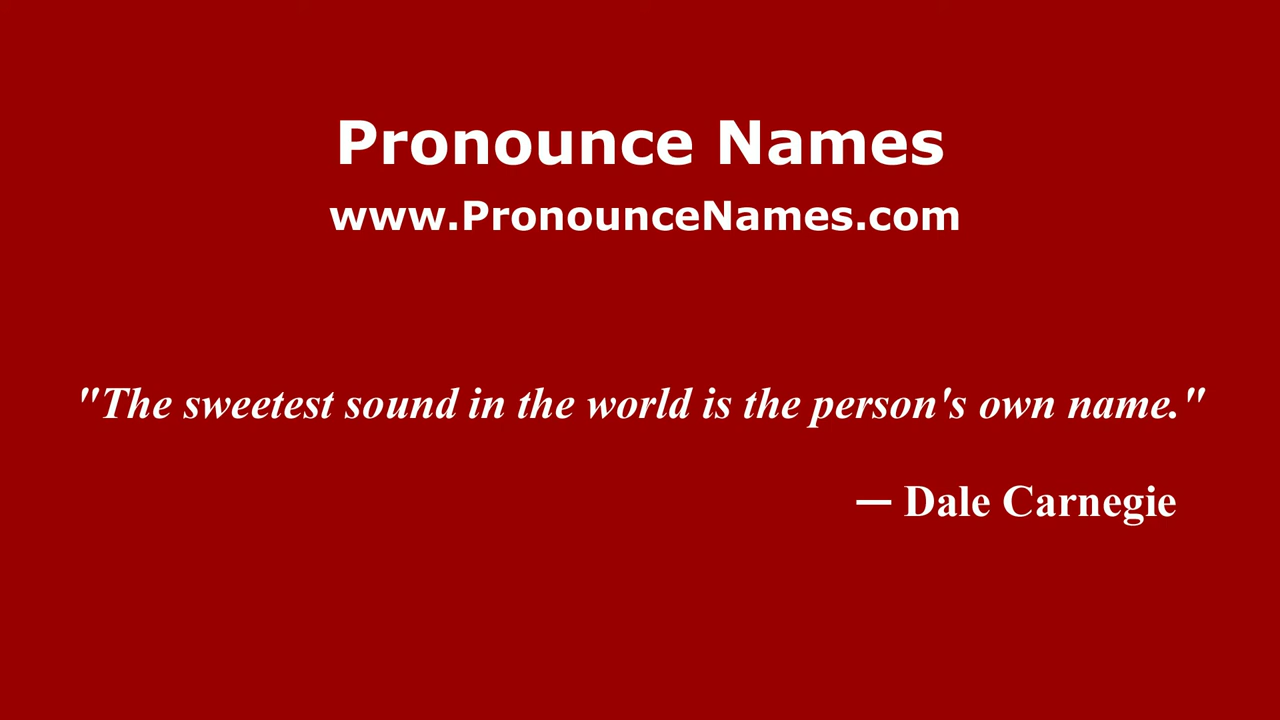 Pronounce Names
www.PronounceNames.com
"The sweetest sound in the world is the person's own name."
— Dale Carnegie